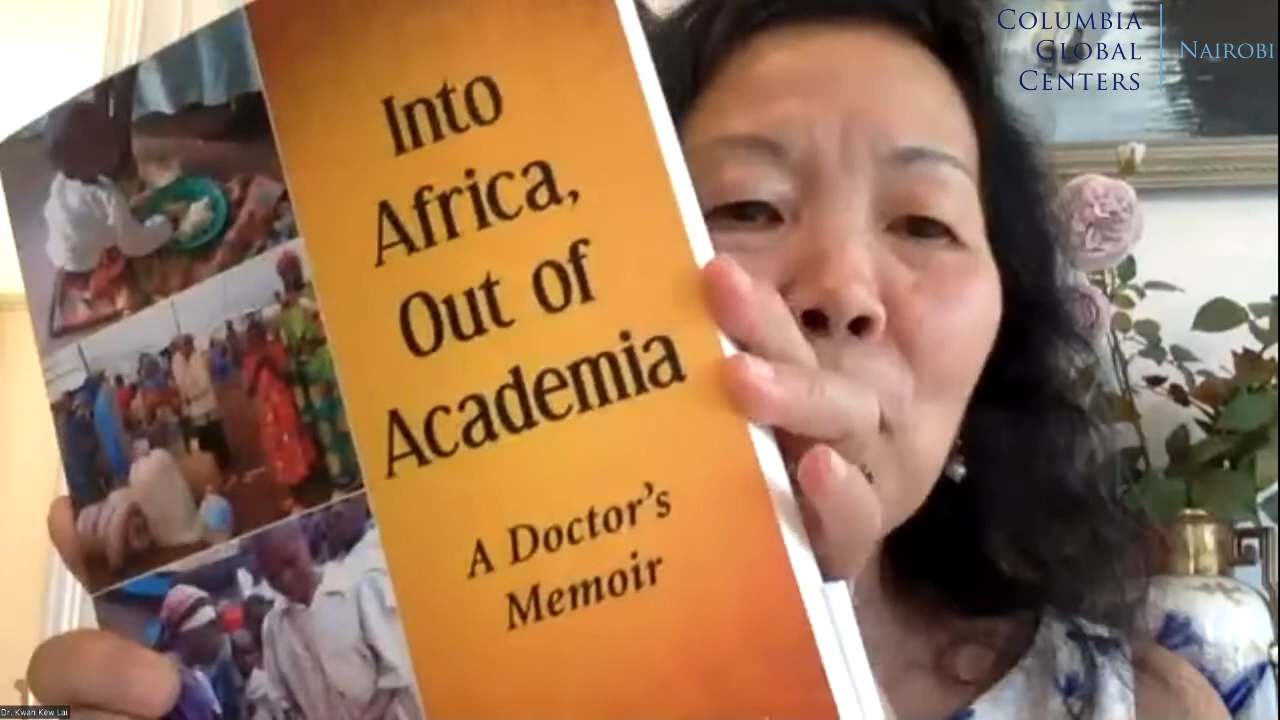 Into
Africa,
Out of
Academia
A Doctor's
Memoir
COLUMBIA
GLOBAL
CENTERS
NAIROBI
Dr. Kwan Kew Lai